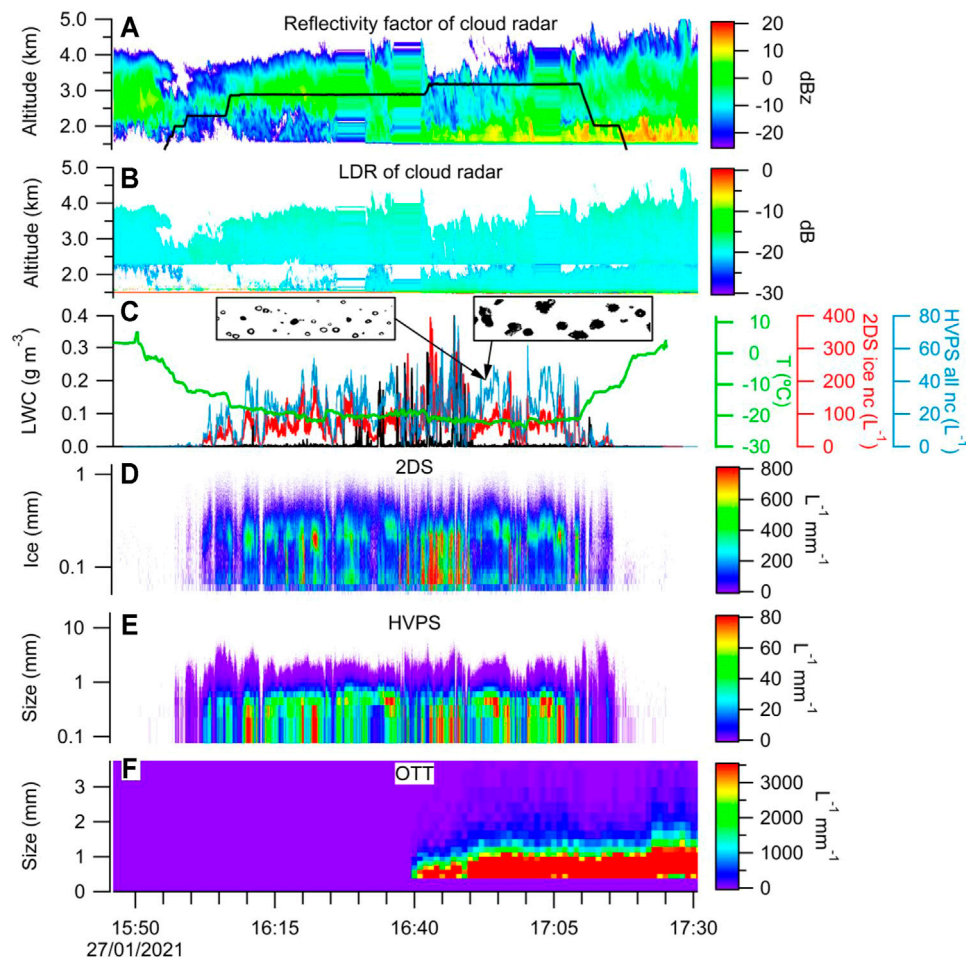 A
Reflectivity factor of cloud radar
Altitude (km)
5.0
4.0
3.0
2.0
20
10
0
-10
-20
dBz
B
LDR of cloud radar
Altitude (km)
5.0
4.0
3.0
2.0
0
-10
-20
-30
dB
C
LWC (g m-3)
0.4
0.3
0.2
0.1
0.0
10
0
-10
-20
-30
T (ºC)
400
300
200
100
0
2DS ice nc (L-1)
80
60
40
20
0
HVPS all nc (L-1)
D
2DS
Ice (mm)
1
0.1
800
600
400
200
0
L-1 mm-1
E
HVPS
Size (mm)
10
1
0.1
80
60
40
20
0
L-1 mm-1
F
OTT
Size (mm)
3
2
1
0
3000
2000
1000
0
L-1 mm-1
15:50 16:15 16:40 17:05 17:30
27/01/2021